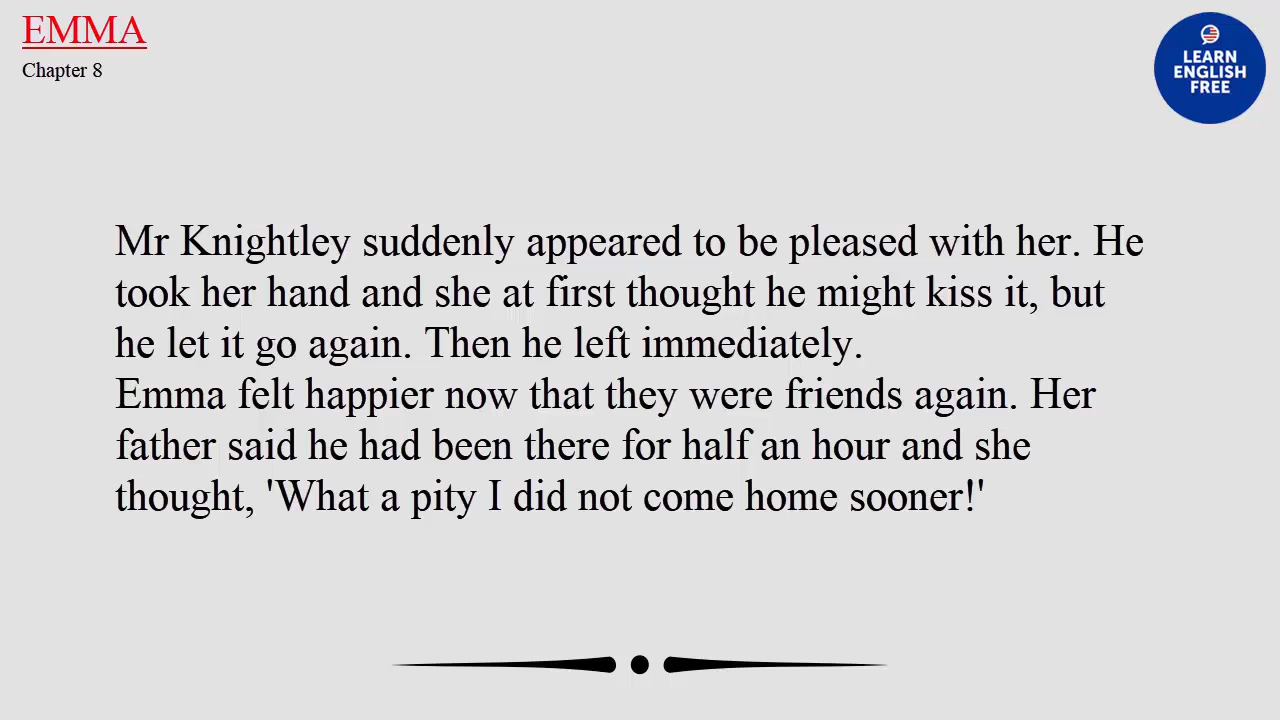 EMMA
Chapter 8
LEARN
ENGLISH
FREE
Mr Knightley suddenly appeared to be pleased with her. He
took her hand and she at first thought he might kiss it, but
he let it go again. Then he left immediately.
Emma felt happier now that they were friends again. Her
father said he had been there for half an hour and she
thought, 'What a pity I did not come home sooner!'